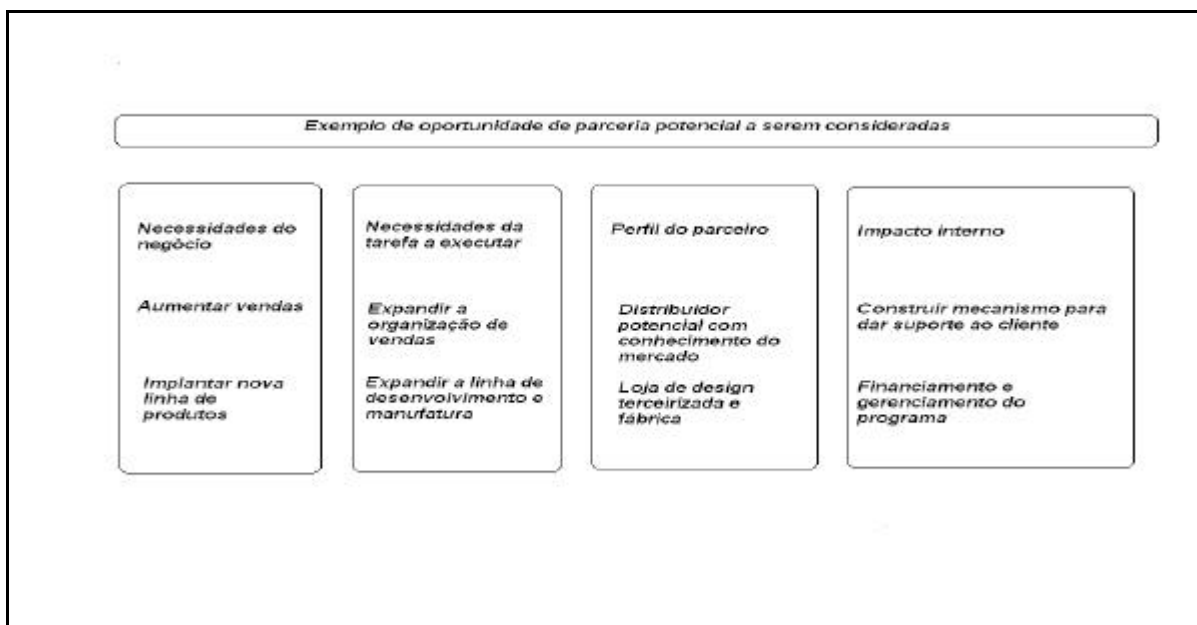 Exemplo de oportunidade de parceria potencial a serem consideradas
Necessidades do
negócio
Aumentar vendas
Implantar nova
linha de
produtos
Necessidades da
tarefa a executar
Expandir a
organização de
vendas
Expandir a linha de
desenvolvimento e
manufatura
Perfil do parceiro
Distribuidor
potencial com
conhecimento do
mercado
Loja de design
terceirizada e
fábrica
Impacto interno
Construir mecanismo para
dar suporte ao cliente
Financiamento e
gerenciamento do
programa